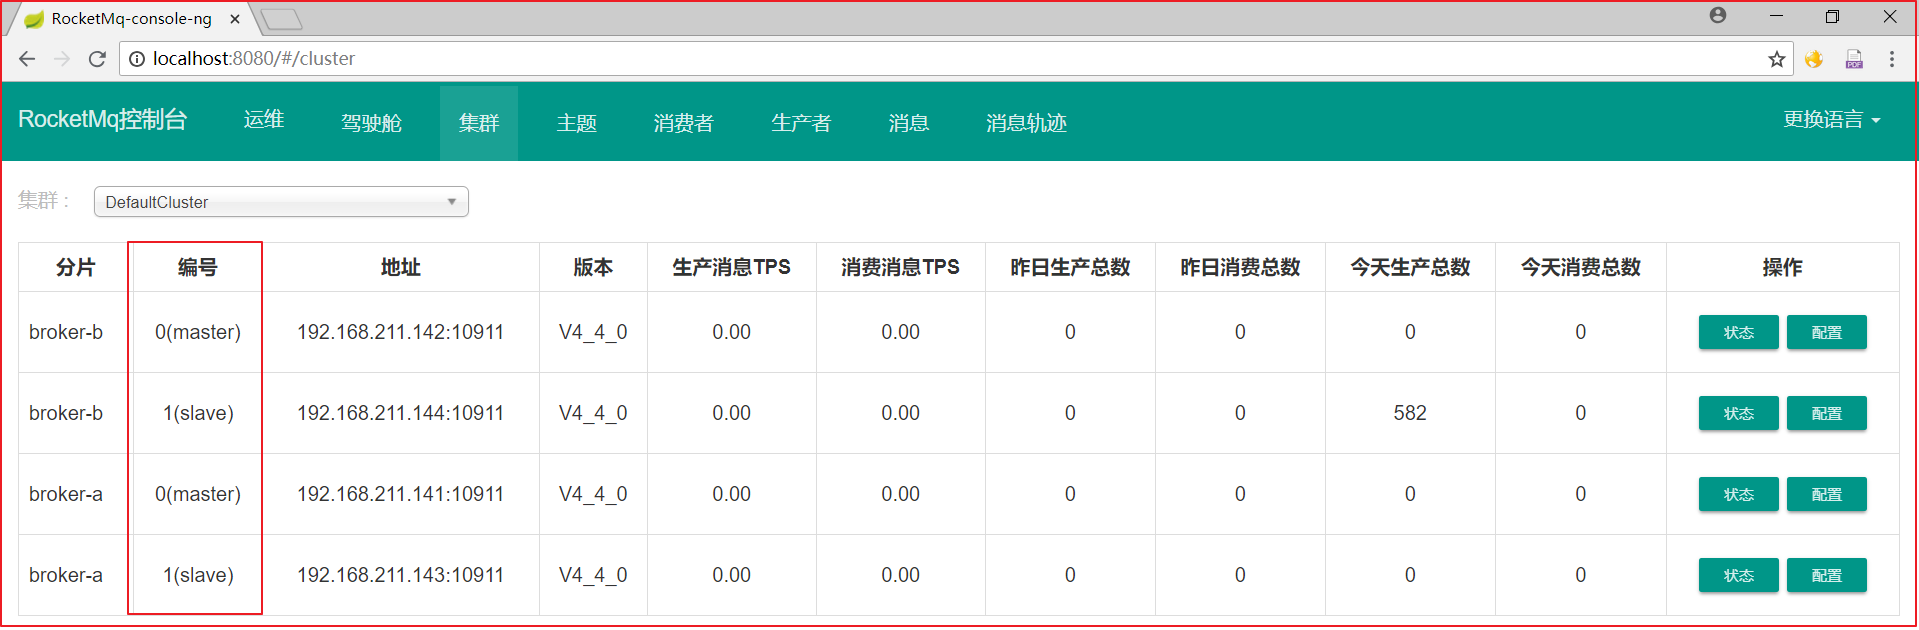 RocketMq-console-ng
localhost:8080/#/cluster
RocketMq控制台 运维 驾驶舱 集群 主题 消费者 生产者 消息 消息轨迹 更换语言
集群 : DefaultCluster
分片 编号 地址 版本 生产消息TPS 消费消息TPS 昨日生产总数 昨日消费总数 今天生产总数 今天消费总数 操作
broker-b 0(master) 192.168.211.142:10911 V4_4_0 0.00 0.00 0 0 0 0 状态 配置
broker-b 1(slave) 192.168.211.144:10911 V4_4_0 0.00 0.00 0 0 582 0 状态 配置
broker-a 0(master) 192.168.211.141:10911 V4_4_0 0.00 0.00 0 0 0 0 状态 配置
broker-a 1(slave) 192.168.211.143:10911 V4_4_0 0.00 0.00 0 0 0 0 状态 配置